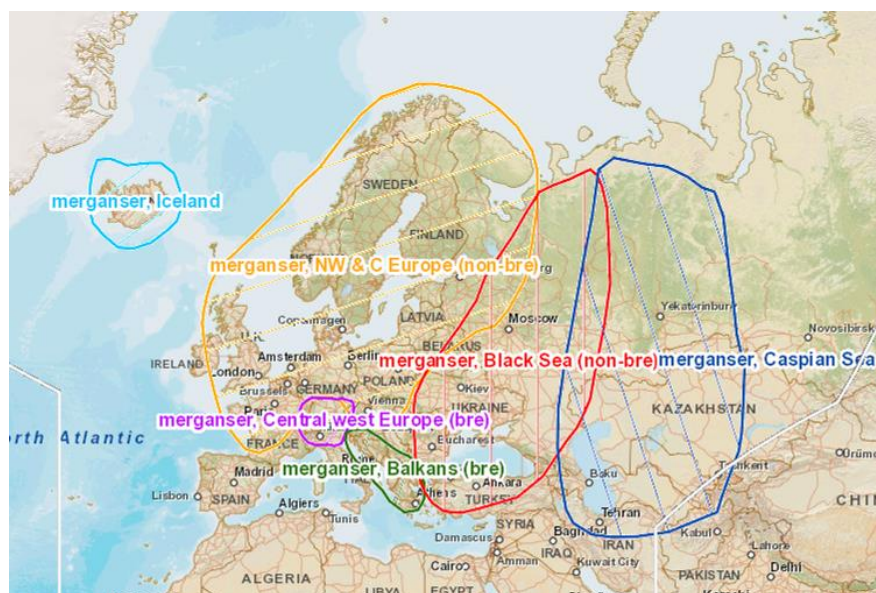 SWEDEN
merganser, Iceland
FINLAND
merganser, NW & C Europe (non-bre)
Yekaterinburg
Copenhagen
LATVIA
Moscow
Novosibirsk
U.K.
BELARUS
IRELAND
Amsterdam
Berlin
London
merganser, Black Sea (non-bre)
merganser, Caspian Sea
Brussels
GERMANY
POLAND
Kiev
Paris
Vienna
UKRAINE
KAZAKHSTAN
merganser, Central west Europe (bre)
North Atlantic
FRANCE
Bucharest
Rome
merganser, Balkans (bre)
Madrid
Tashkent
Lisbon
SPAIN
Athens
Ankara
Baku
Algiers
TURKEY
Tunis
Tehran
SYRIA
Damascus
Baghdad
Kabul
IRAQ
IRAN
Amman
Lahore
Cairo
Kuwait City
PAKISTAN
Delhi
ALGERIA
LIBYA
EGYPT